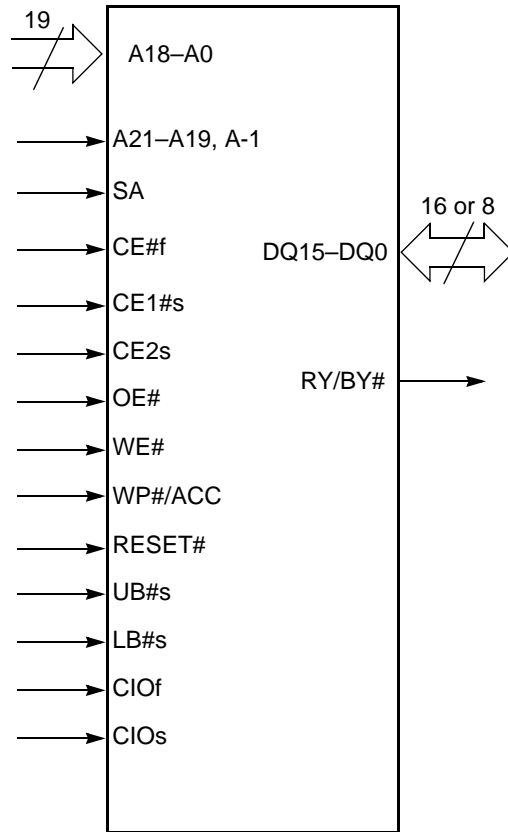 19
A18–A0
A21–A19, A-1
SA
16 or 8
CE#f
DQ15–DQ0
CE1#s
CE2s
RY/BY#
OE#
WE#
WP#/ACC
RESET#
UB#s
LB#s
CIOf
CIOs